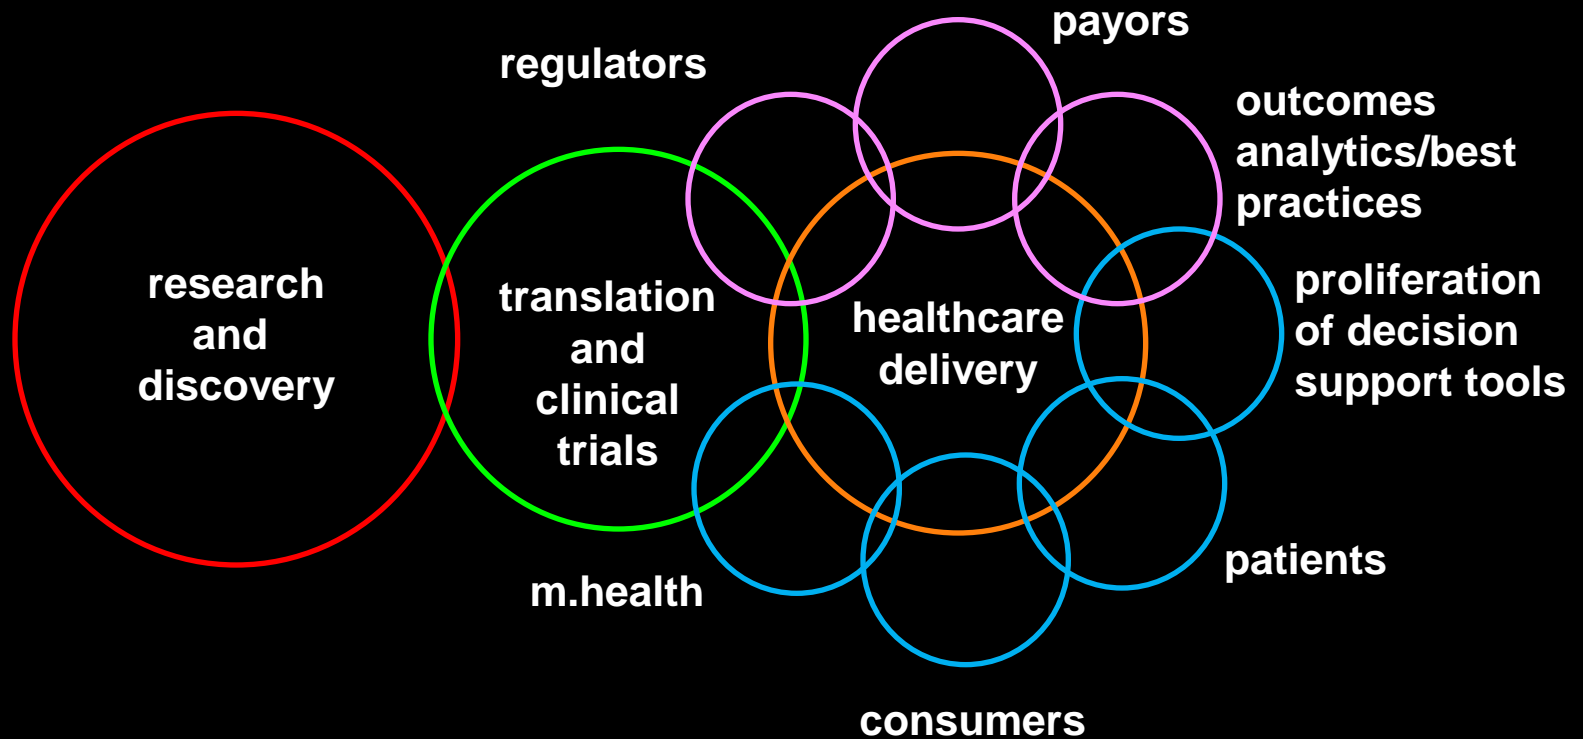 payors
regulators
outcomes
analytics/best
practices
research
and
discovery
translation
and
clinical
trials
healthcare
delivery
proliferation
of decision
support tools
m.health
patients
consumers